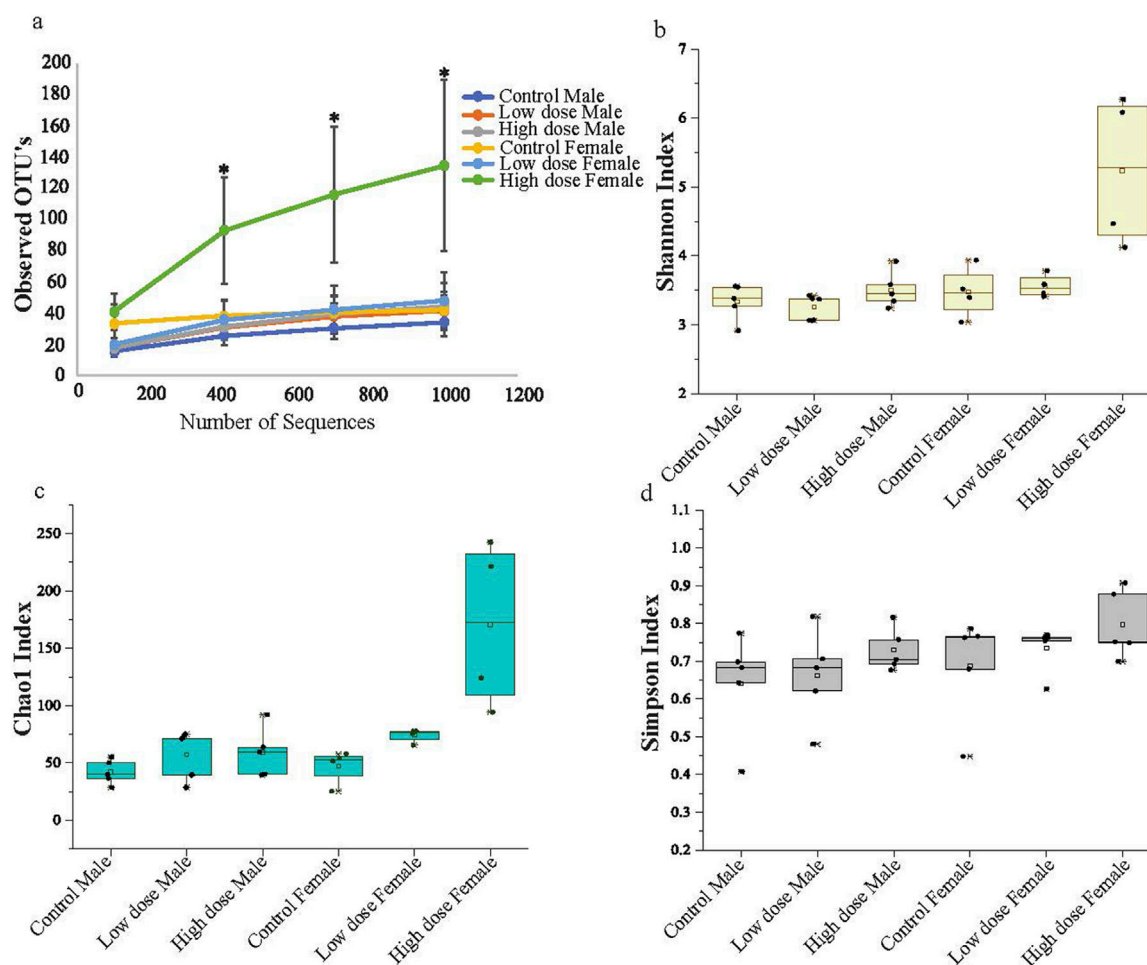 a
200
180
160
140
120
100
80
60
40
20
0
0
200
400
600
800
1000
1200
Observed OTU's
Number of Sequences
*
*
*
Control Male
Low dose Male
High dose Male
Control Female
Low dose Female
High dose Female
b
7
6
5
4
3
2
Shannon Index
Control Male
Low dose Male
High dose Male
Control Female
Low dose Female
High dose Female
c
250
200
150
100
50
0
Chao1 Index
Control Male
Low dose Male
High dose Male
Control Female
Low dose Female
High dose Female
d
1.1
1.0
0.9
0.8
0.7
0.6
0.5
0.4
0.3
0.2
Simpson Index
Control Male
Low dose Male
High dose Male
Control Female
Low dose Female
High dose Female